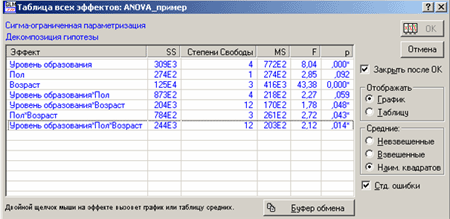 Таблица всех эффектов: ANOVA_пример
Сигма-ограниченная параметризация
Декомпозиция гипотезы
Эффект SS Степени Свободы MS F p
Уровень образования 309E3 4 772E2 8,04 ,000*
Пол 274E2 1 274E2 2,85 ,092
Возраст 125E4 3 416E3 43,38 0,000*
Уровень образования*Пол 873E2 4 218E2 2,27 ,059
Уровень образования*Возраст 204E3 12 170E2 1,78 ,048*
Пол*Возраст 784E2 3 261E2 2,72 ,043*
Уровень образования*Пол*Возраст 244E3 12 203E2 2,12 ,014*
Двойной щелчок мыши на эффекте вызовет график или таблицу средних.
Буфер обмена
OK
Отмена
Закрыть после OK
Отображать
График
Таблицу
Средние:
Невзвешенные
Взвешенные
Наим. квадратов
Стд. ошибки